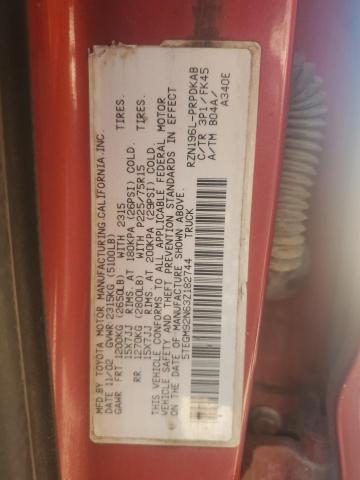 MFD BY TOYOTA MOTOR MANUFACTURING CALIFORNIA,INC.
DATE 11/02 GVWR:2315KG (5100LB)
GAWR FRT 1200KG (2650LB) WITH 2315 TIRES.
15X7JJ RIMS. AT 180KPA (26PSI) COLD.
RR. 1270KG (2800LB) WITH P225/75R15 TIRES.
15X7JJ RIMS. AT 200KPA (29PSI) COLD.
THIS VEHICLE CONFORMS TO ALL APPLICABLE FEDERAL MOTOR
VEHICLE SAFETY AND THEFT PREVENTION STANDARDS IN EFFECT
ON THE DATE OF MANUFACTURE SHOWN ABOVE.
5TEGM92N63Z182744 TRUCK
RZN196L-PRPDKAB
C/TR 3P1/FK45
A/TM B04A/
A340E